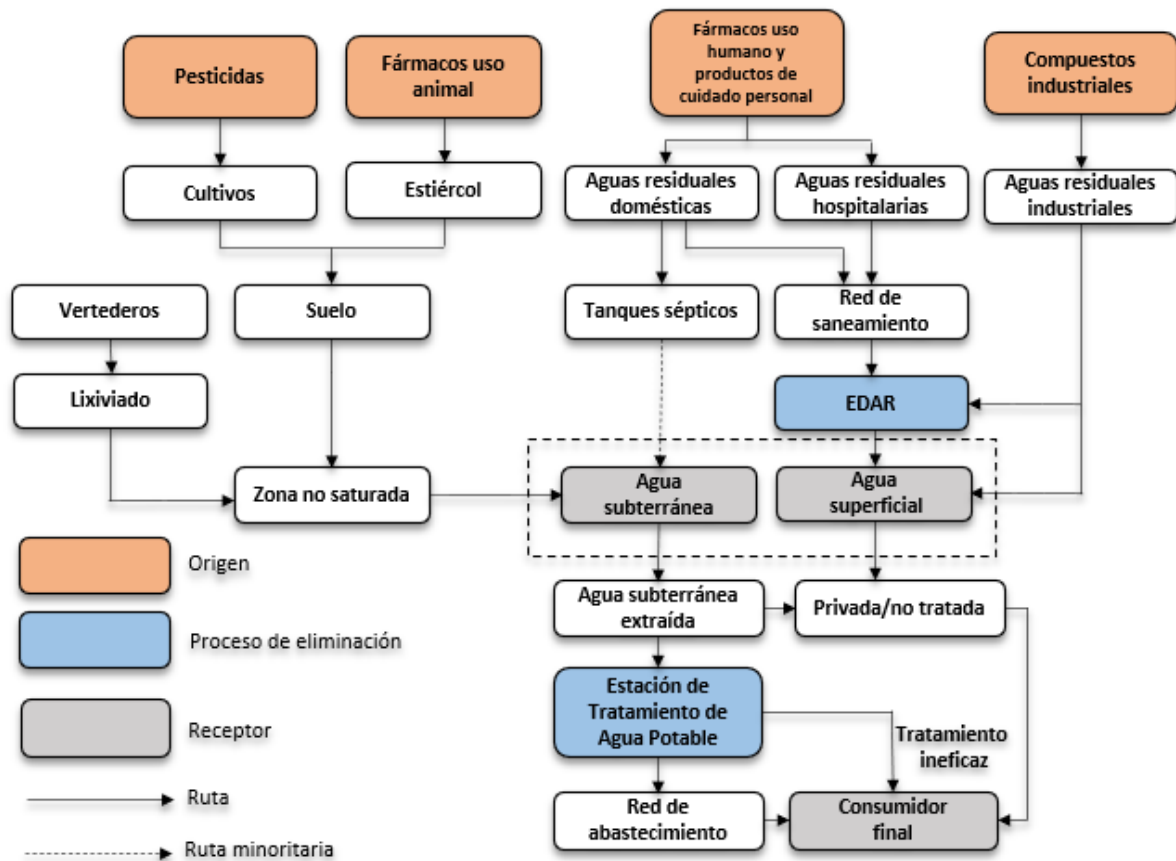 Pesticidas
Fármacos uso
animal
Fármacos uso
humano y
productos de
cuidado personal
Compuestos
industriales
Cultivos
Estiércol
Aguas residuales
domésticas
Aguas residuales
hospitalarias
Aguas residuales
industriales
Vertederos
Suelo
Tanques sépticos
Red de
saneamiento
Lixiviado
EDAR
Zona no saturada
Agua
subterránea
Agua
superficial
Origen
Agua subterránea
extraída
Privada/no tratada
Proceso de eliminación
Estación de
Tratamiento de
Agua Potable
Receptor
Tratamiento
ineficaz
Ruta
Red de
abastecimiento
Consumidor
final
Ruta minoritaria